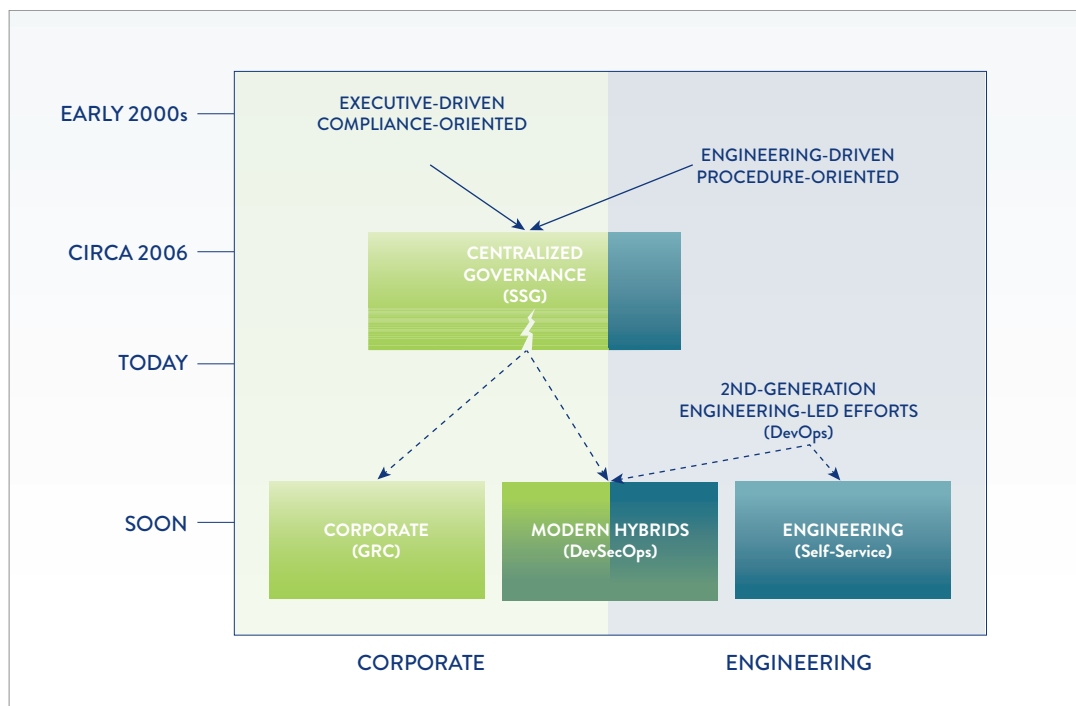 EARLY 2000s
EXECUTIVE-DRIVEN
COMPLIANCE-ORIENTED
ENGINEERING-DRIVEN
PROCEDURE-ORIENTED
CIRCA 2006
CENTRALIZED
GOVERNANCE
(SSG)
TODAY
2ND-GENERATION
ENGINEERING-LED EFFORTS
(DevOps)
SOON
CORPORATE
(GRC)
MODERN HYBRIDS
(DevSecOps)
ENGINEERING
(Self-Service)
CORPORATE
ENGINEERING